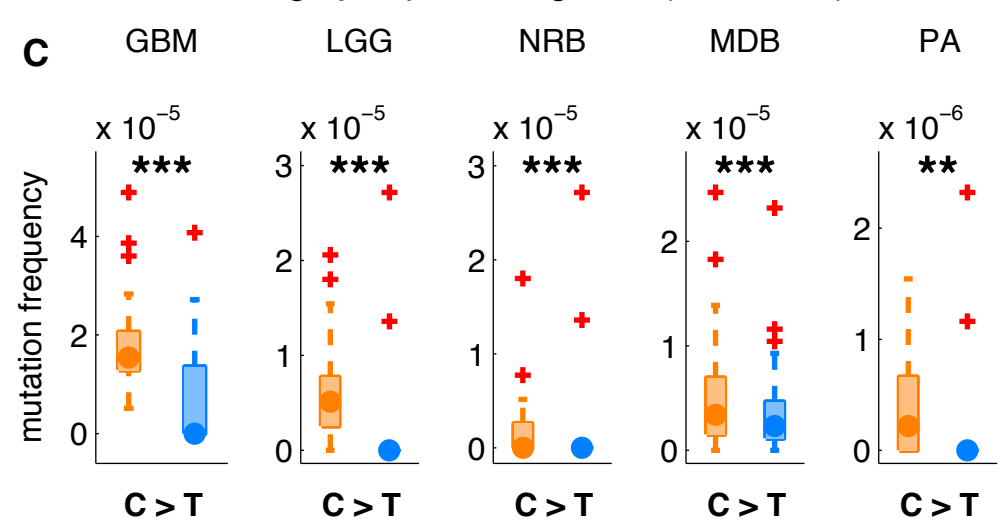 C
GBM LGG NRB MDB PA
x 10⁻⁵ x 10⁻⁵ x 10⁻⁵ x 10⁻⁵ x 10⁻⁶
*** *** *** *** **
mutation frequency
4
2
0
3
2
1
0
3
2
1
0
2
1
0
2
1
0
C > T C > T C > T C > T C > T